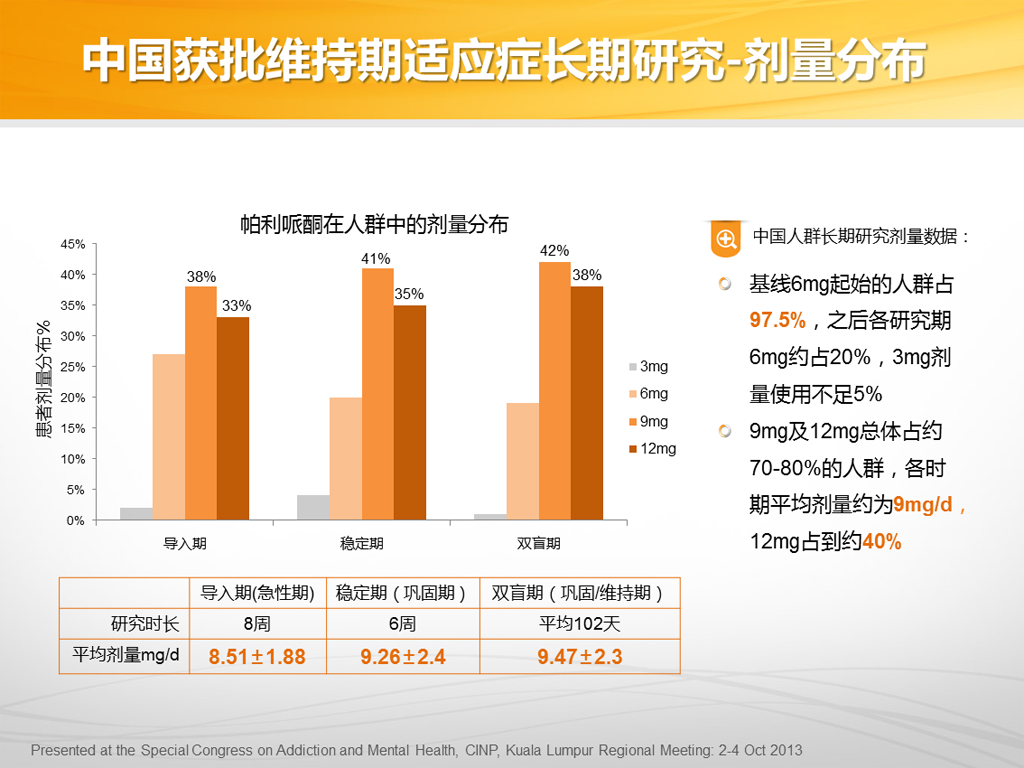 中国获批维持期适应症长期研究-剂量分布
帕利哌酮在人群中的剂量分布
患者剂量分布%
45%
40%
35%
30%
25%
20%
15%
10%
5%
0%
38%
33%
41%
35%
42%
38%
导入期
稳定期
双盲期
3mg
6mg
9mg
12mg
中国人群长期研究剂量数据：
基线6mg起始的人群占
97.5%，之后各研究期
6mg约占20%，3mg剂
量使用不足5%
9mg及12mg总体占约
70-80%的人群，各时
期平均剂量约为9mg/d，
12mg占到约40%
导入期(急性期) 稳定期（巩固期） 双盲期（巩固/维持期）
研究时长 8周 6周 平均102天
平均剂量mg/d 8.51±1.88 9.26±2.4 9.47±2.3
Presented at the Special Congress on Addiction and Mental Health, CINP, Kuala Lumpur Regional Meeting: 2-4 Oct 2013